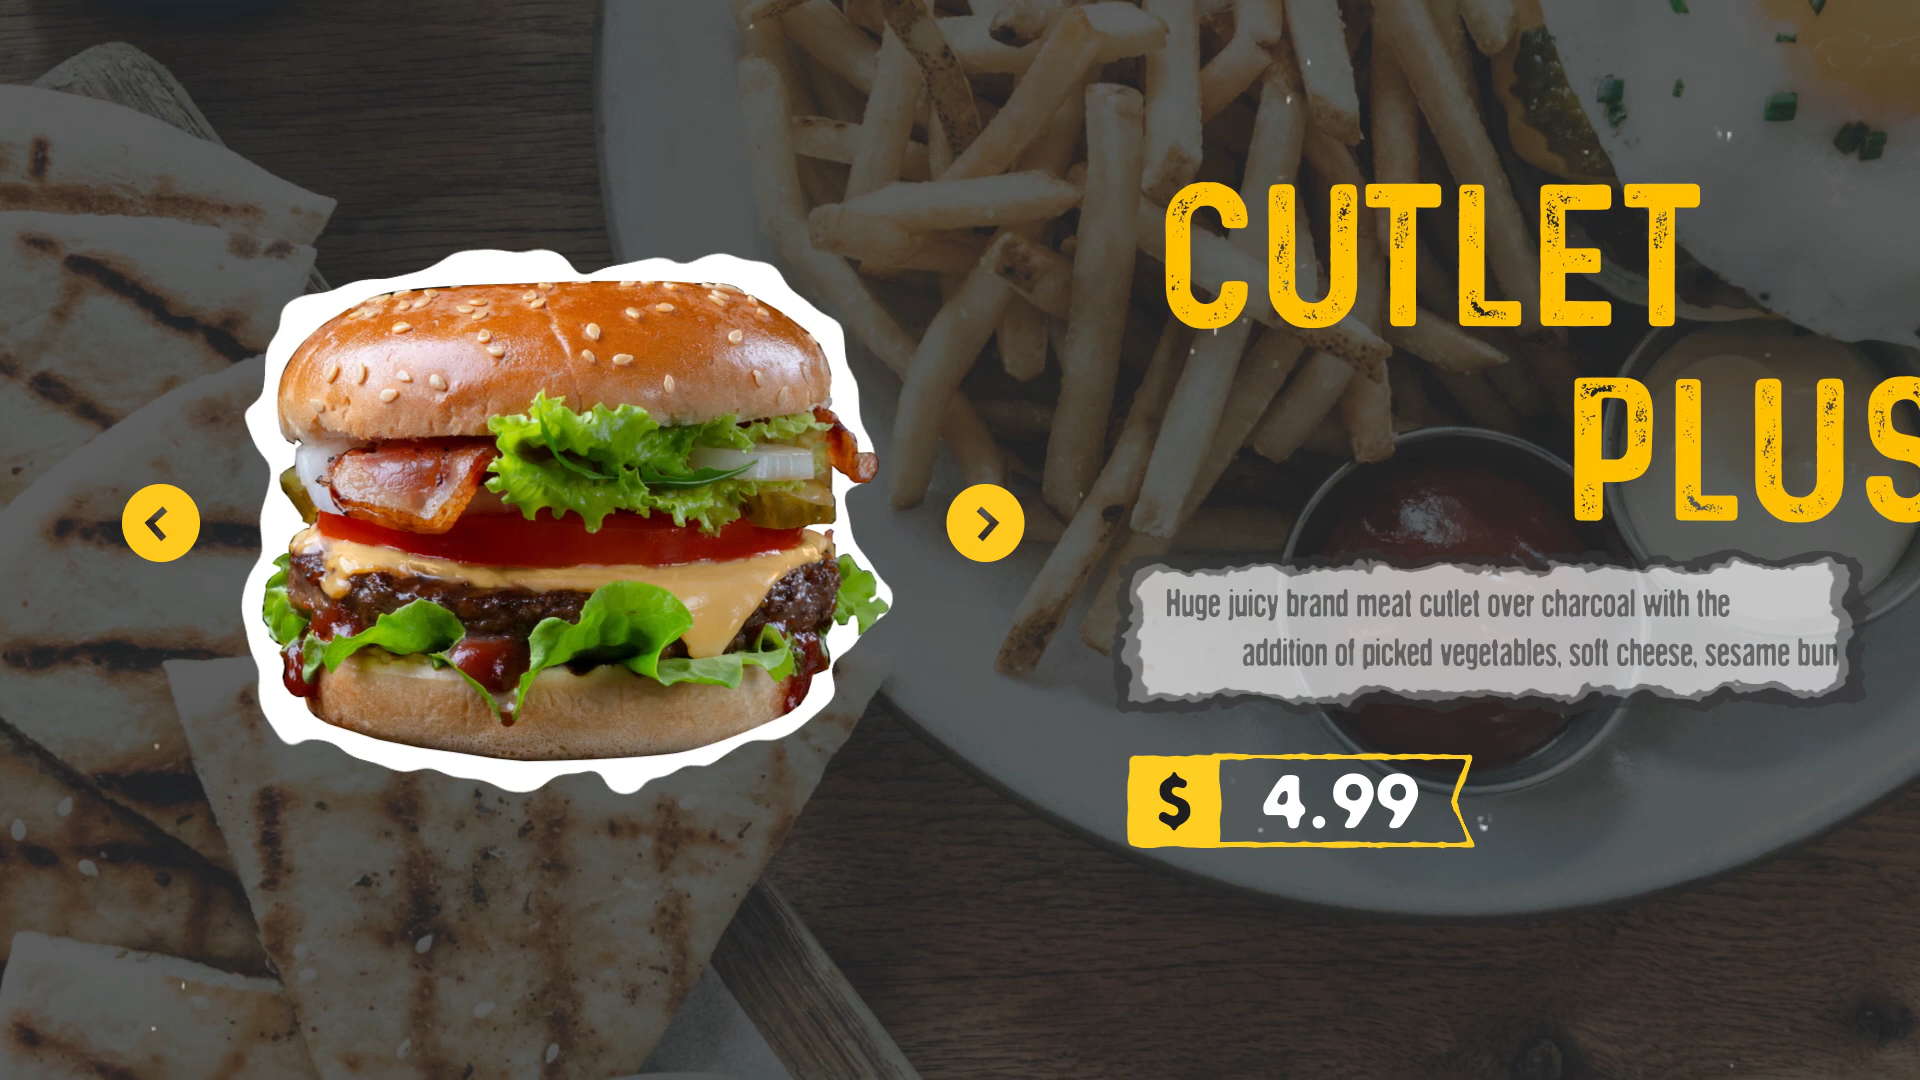 CUTLET
PLUS
Huge juicy brand meat cutlet over charcoal with the
addition of picked vegetables, soft cheese, sesame bun
$ 4.99